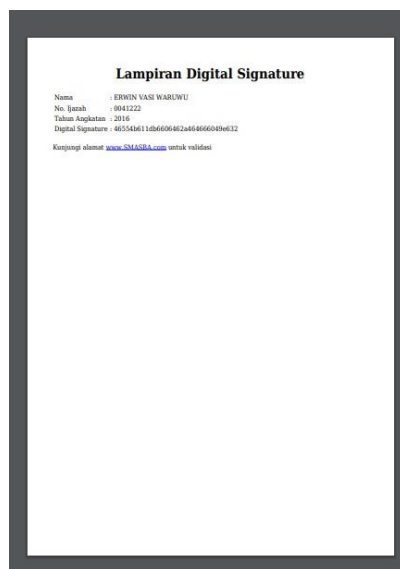 Lampiran Digital Signature
Nama : ERWIN VASI WARUWU
No. Ijazah : 0041222
Tahun Angkatan : 2016
Digital Signature : 46554b611db6606462a464666049e632
Kunjungi alamat www.SMASBA.com untuk validasi